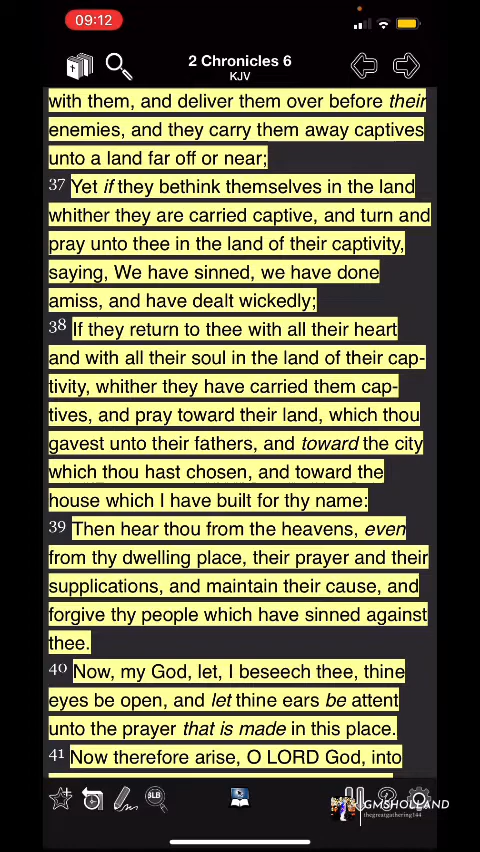 09:12
2 Chronicles 6
KJV
with them, and deliver them over before their
enemies, and they carry them away captives
unto a land far off or near;
37 Yet if they bethink themselves in the land
whither they are carried captive, and turn and
pray unto thee in the land of their captivity,
saying, We have sinned, we have done
amiss, and have dealt wickedly;
38 If they return to thee with all their heart
and with all their soul in the land of their cap-
tivity, whither they have carried them cap-
tives, and pray toward their land, which thou
gavest unto their fathers, and toward the city
which thou hast chosen, and toward the
house which I have built for thy name:
39 Then hear thou from the heavens, even
from thy dwelling place, their prayer and their
supplications, and maintain their cause, and
forgive thy people which have sinned against
thee.
40 Now, my God, let, I beseech thee, thine
eyes be open, and let thine ears be attent
unto the prayer that is made in this place.
41 Now therefore arise, O LORD God, into
SLB
GMSHOLLAND
thegreatgathering144